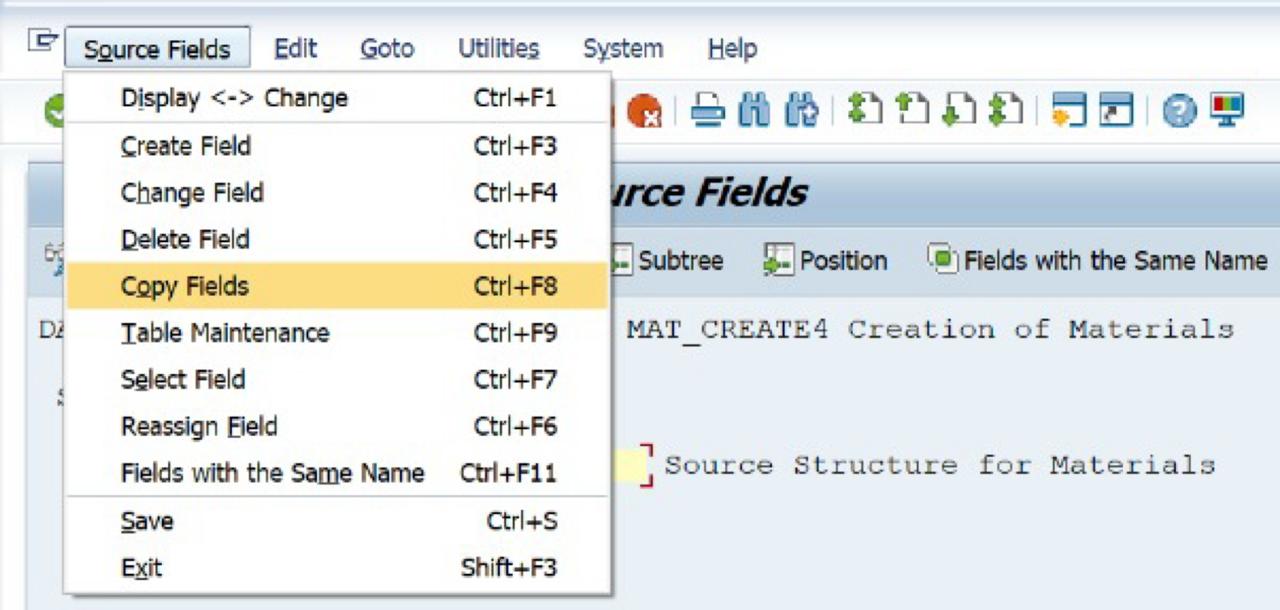 Source Fields Edit Goto Utilities System Help
Display <-> Change Ctrl+F1
Create Field Ctrl+F3
Change Field Ctrl+F4
Delete Field Ctrl+F5
Copy Fields Ctrl+F8
Table Maintenance Ctrl+F9
Select Field Ctrl+F7
Reassign Field Ctrl+F6
Fields with the Same Name Ctrl+F11
Save Ctrl+S
Exit Shift+F3
Fields
Subtree Position Fields with the Same Name
MAT_CREATE4 Creation of Materials
Source Structure for Materials